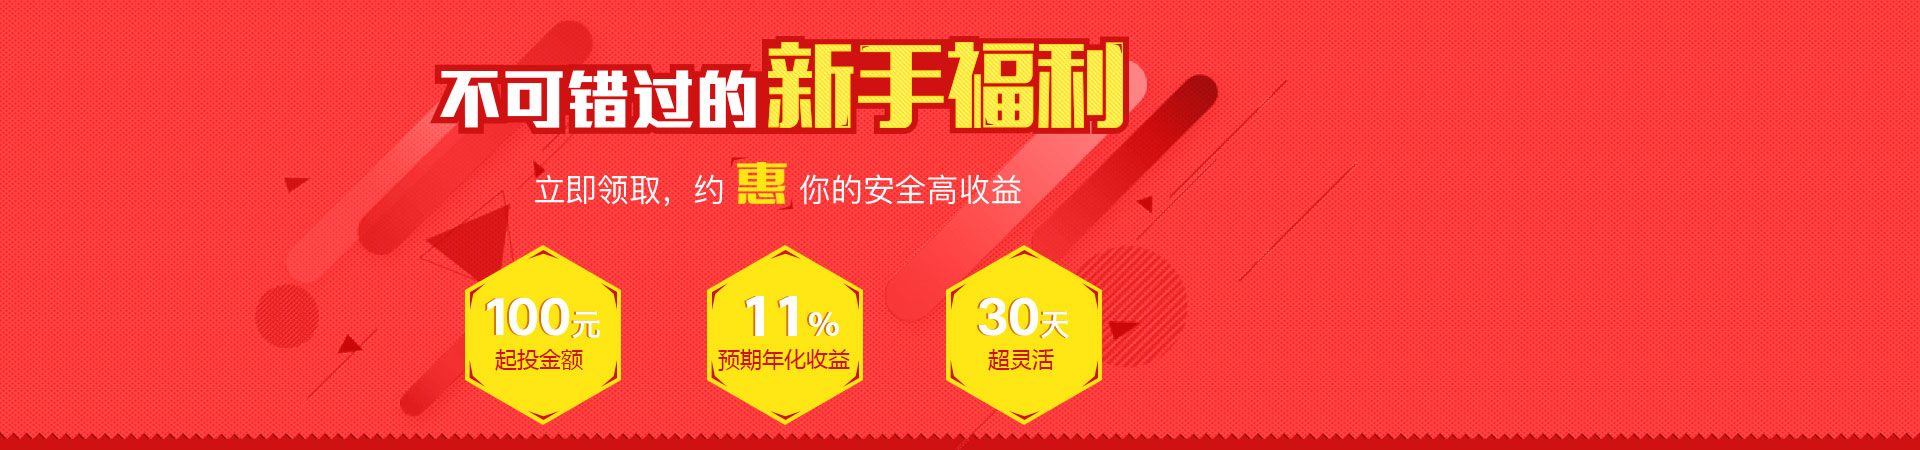 不可错过的新手福利
立即领取，约惠你的安全高收益
100元
起投金额
11%
预期年化收益
30天
超灵活